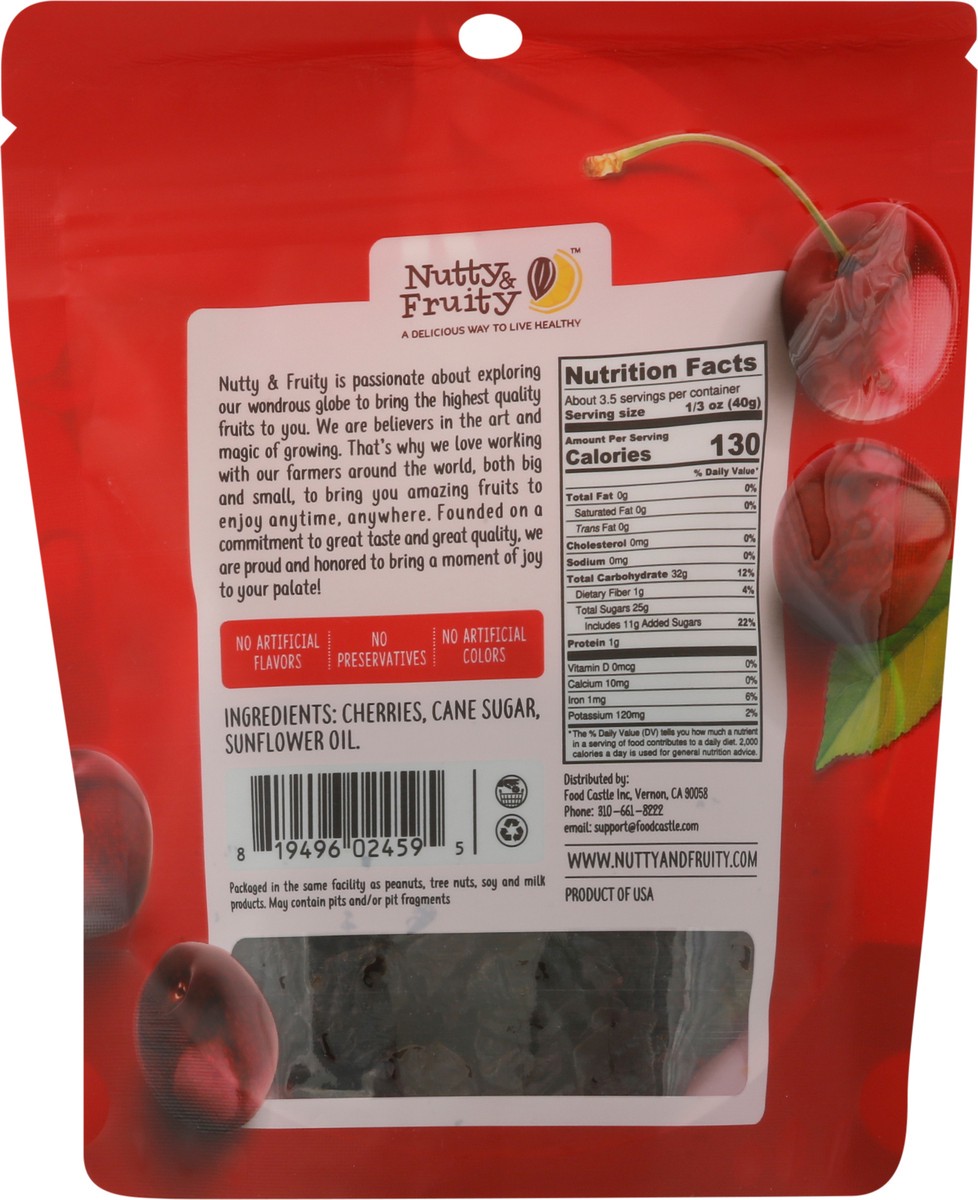 Nutty &
Fruity
TM
A DELICIOUS WAY TO LIVE HEALTHY
Nutty & Fruity is passionate about exploring
our wondrous globe to bring the highest quality
fruits to you. We are believers in the art and
magic of growing. That's why we love working
with our farmers around the world, both big
and small, to bring you amazing fruits to
enjoy anytime, anywhere. Founded on a
commitment to great taste and great quality, we
are proud and honored to bring a moment of joy
to your palate!
NO ARTIFICIAL
FLAVORS
NO
PRESERVATIVES
NO ARTIFICIAL
COLORS
INGREDIENTS: CHERRIES, CANE SUGAR,
SUNFLOWER OIL.
8 19496 02459 5
Packaged in the same facility as peanuts, tree nuts, soy and milk
products. May contain pits and/or pit fragments
Nutrition Facts
About 3.5 servings per container
Serving size 1/3 oz (40g)
Amount Per Serving
Calories 130
% Daily Value*
Total Fat 0g 0%
Saturated Fat 0g 0%
Trans Fat 0g
Cholesterol 0mg 0%
Sodium 0mg 0%
Total Carbohydrate 32g 12%
Dietary Fiber 1g 4%
Total Sugars 25g
Includes 11g Added Sugars 22%
Protein 1g
Vitamin D 0mcg 0%
Calcium 10mg 0%
Iron 1mg 6%
Potassium 120mg 2%
*The % Daily Value (DV) tells you how much a nutrient
in a serving of food contributes to a daily diet. 2,000
calories a day is used for general nutrition advice.
Distributed by:
Food Castle Inc, Vernon, CA 90058
Phone: 310-661-8222
email: support@foodcastle.com
WWW.NUTTYANDFRUITY.COM
PRODUCT OF USA